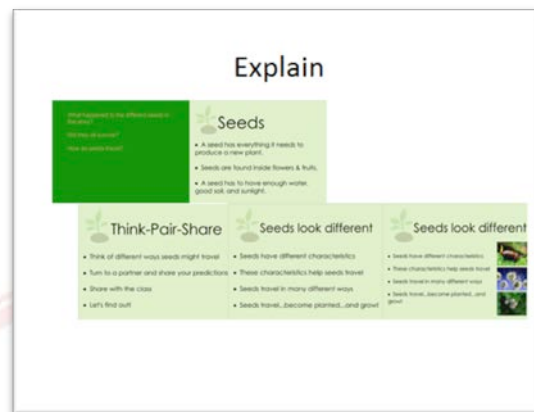 Explain
- What happened to the different seeds in the story?
- Did they all survive?
- How do seeds travel?
Seeds
• A seed has everything it needs to
produce a new plant.
• Seeds are found inside flowers & fruits.
• A seed has to have enough water,
good soil, and sunlight.
Think-Pair-Share
• Think of different ways seeds might travel
• Turn to a partner and share your predictions
• Share with the class
• Let's find out!
Seeds look different
• Seeds have different characteristics
• These characteristics help seeds travel
• Seeds travel in many different ways
• Seeds travel...become planted...and grow!
Seeds look different
• Seeds have different characteristics
• These characteristics help seeds travel
• Seeds travel in many different ways
• Seeds travel...become planted...and
grow!